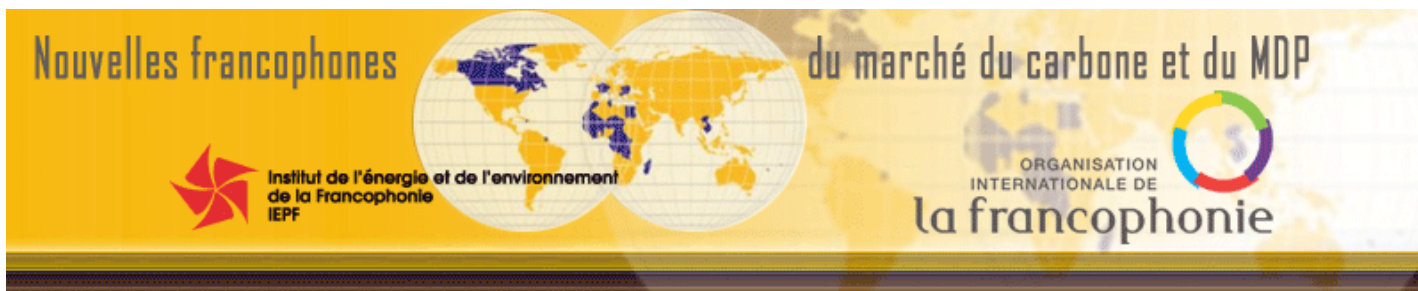 Nouvelles francophones
du marché du carbone et du MDP
Institut de l'énergie et de l'environnement
de la Francophonie
IEPF
ORGANISATION
INTERNATIONALE DE
la francophonie